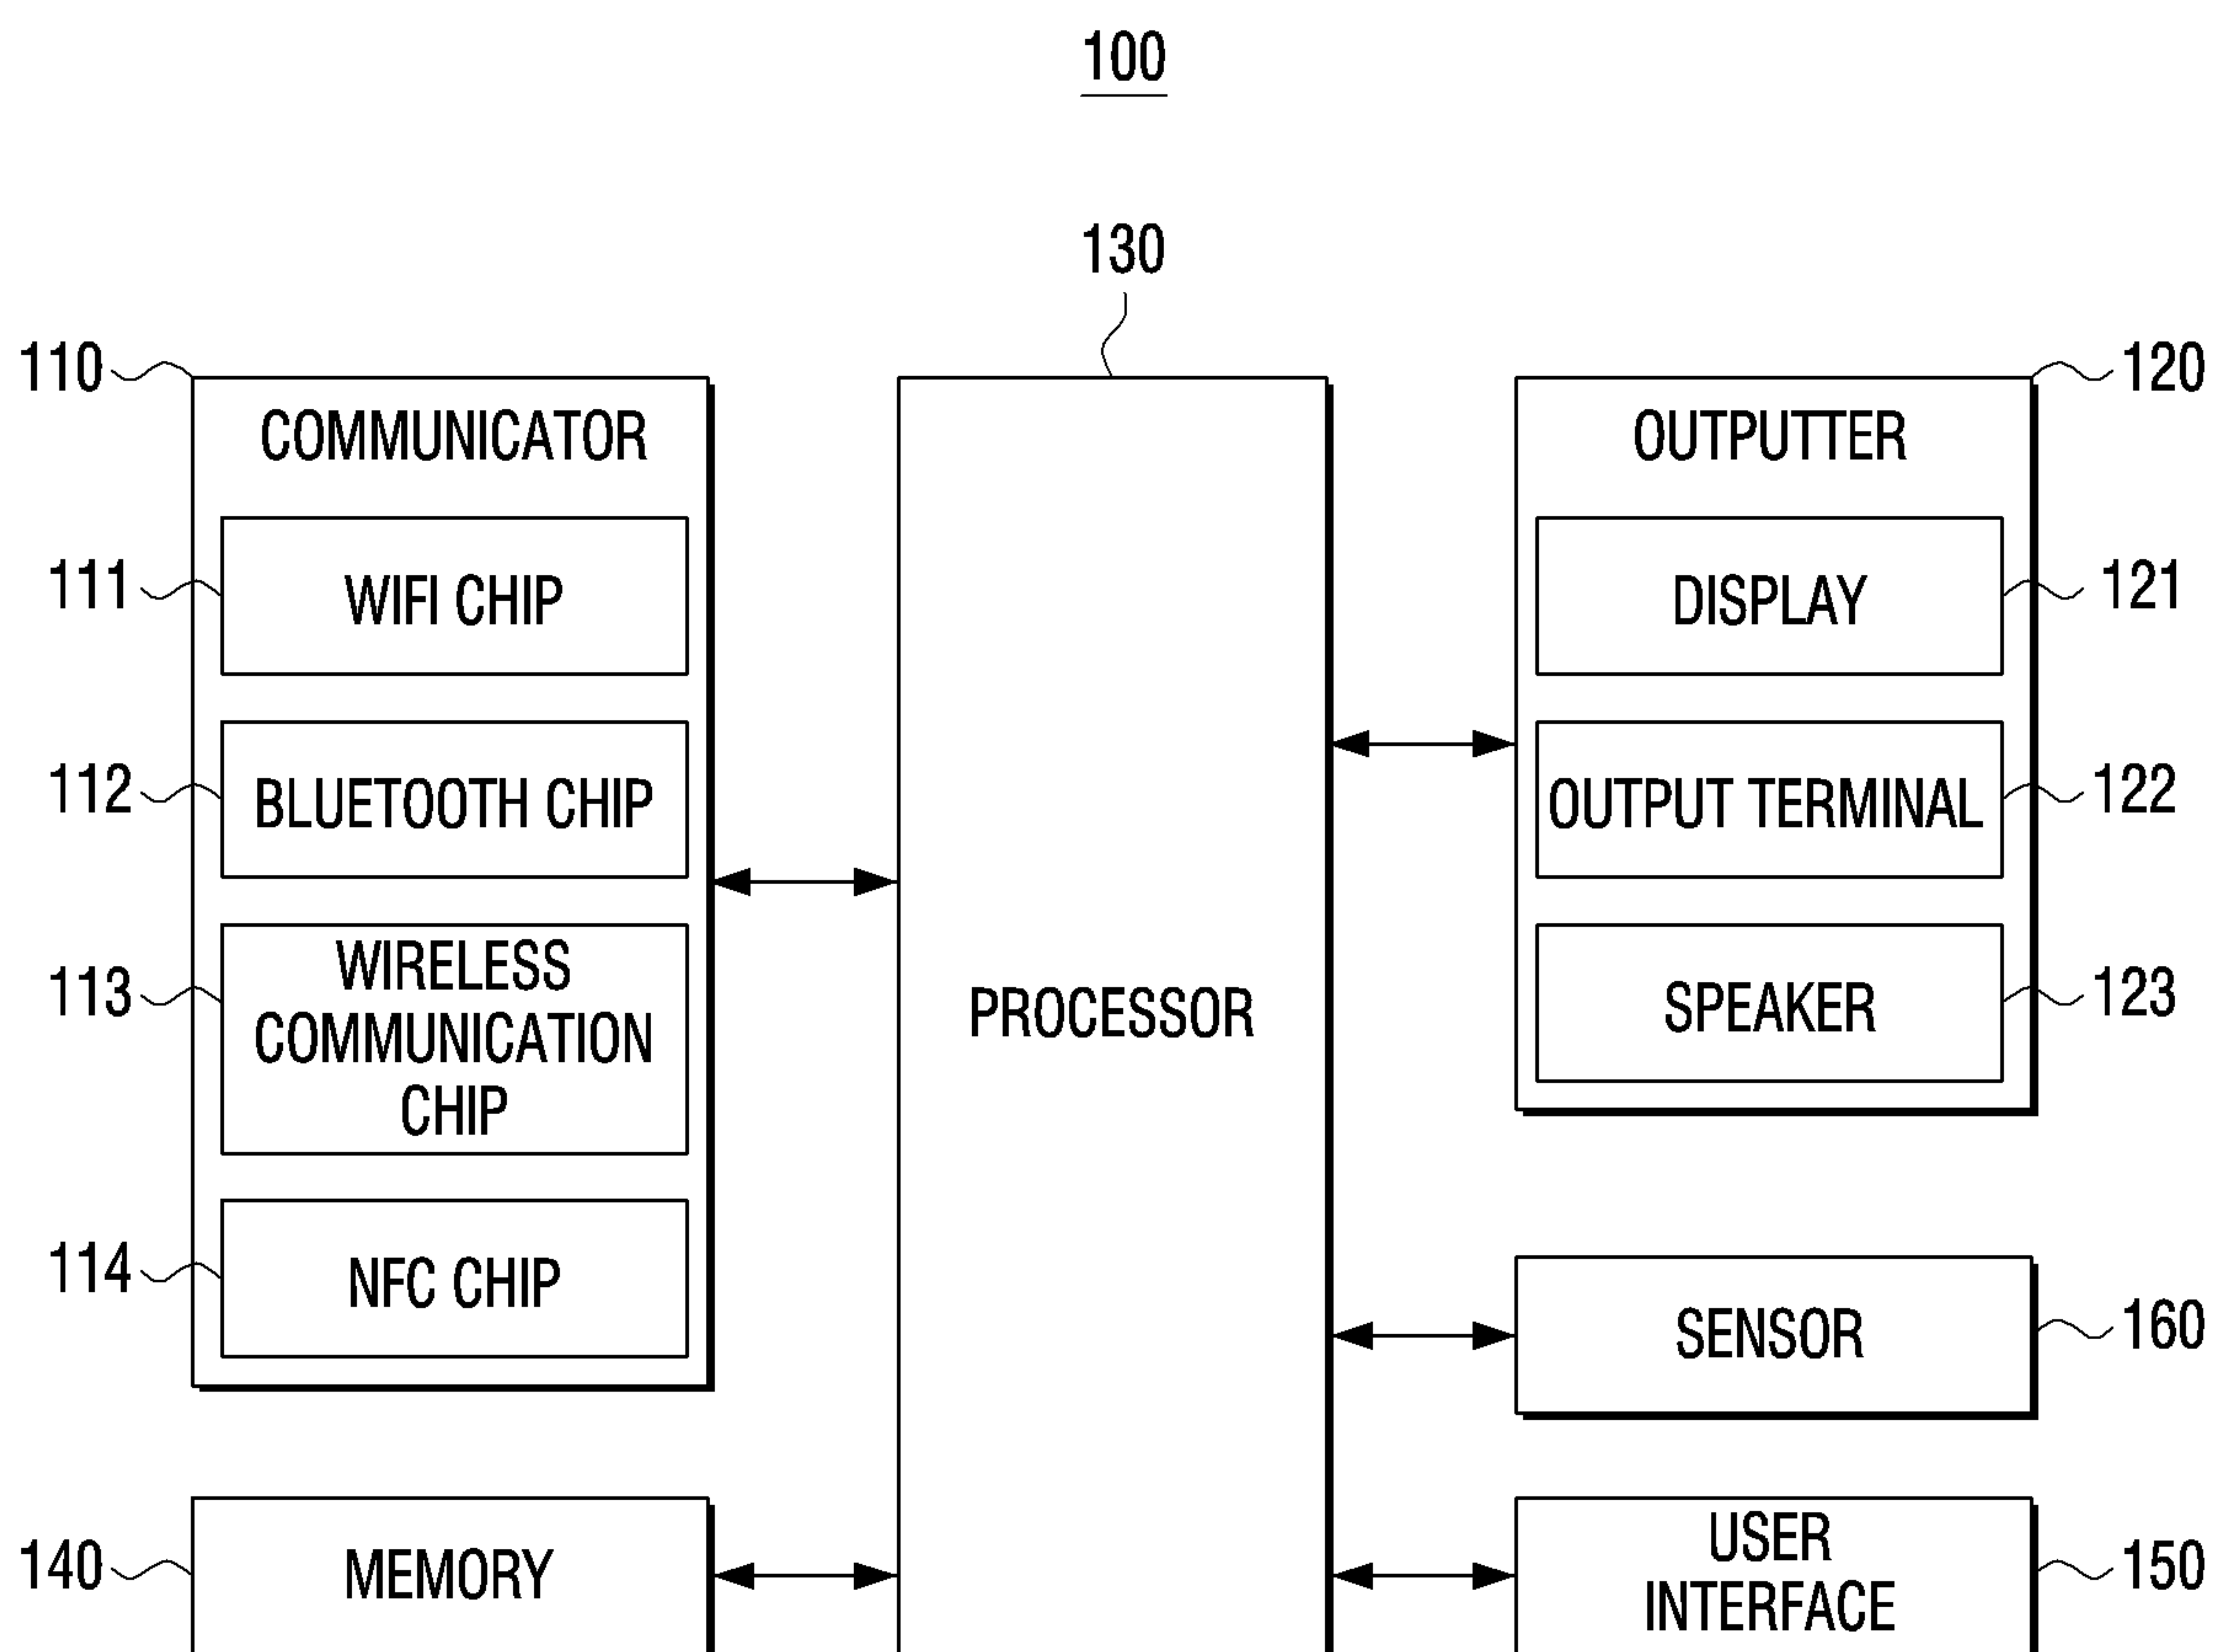 100
130
110
COMMUNICATOR
111
WIFI CHIP
112
BLUETOOTH CHIP
113
WIRELESS
COMMUNICATION
CHIP
114
NFC CHIP
140
MEMORY
PROCESSOR
120
OUTPUTTER
121
DISPLAY
122
OUTPUT TERMINAL
123
SPEAKER
160
SENSOR
150
USER
INTERFACE